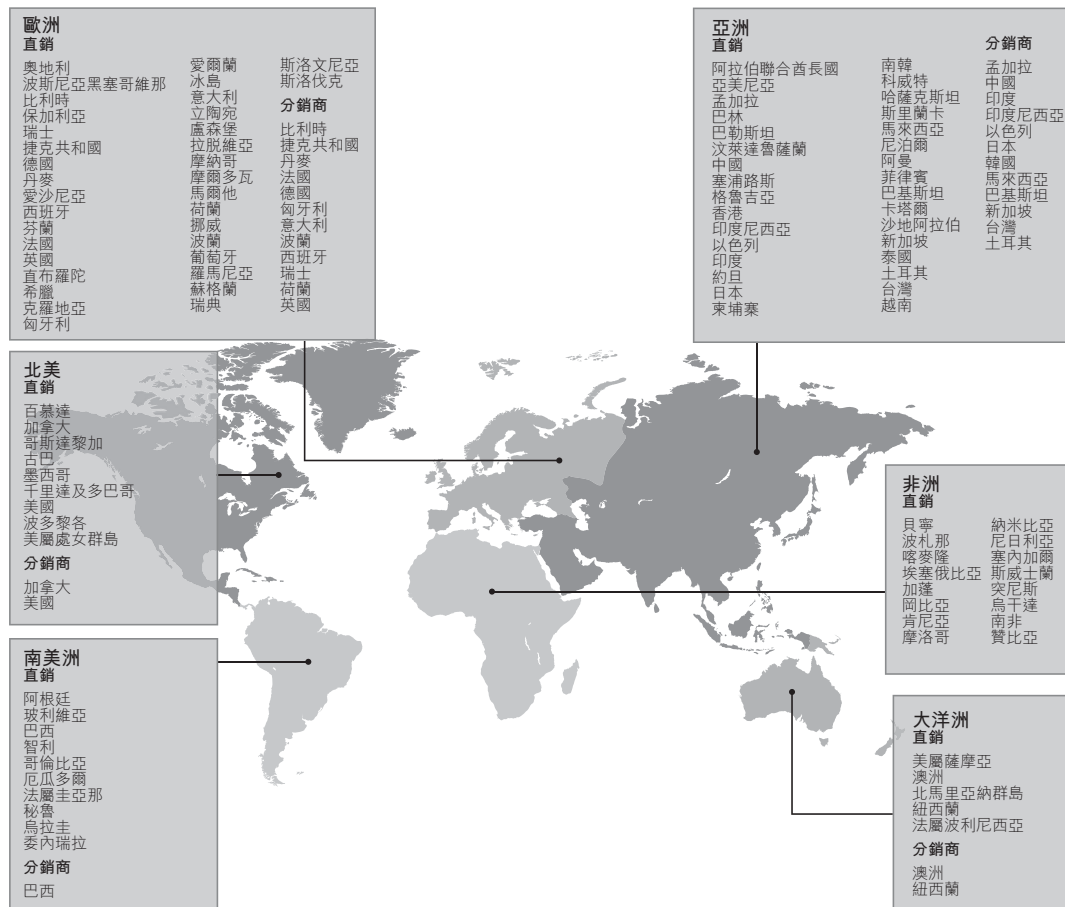 歐洲
直銷
奧地利
波斯尼亞黑塞哥維那
比利時
保加利亞
瑞士
捷克共和國
德國
丹麥
愛沙尼亞
西班牙
芬蘭
法國
英國
直布羅陀
希臘
克羅地亞
匈牙利
愛爾蘭
冰島
意大利
立陶宛
盧森堡
拉脫維亞
摩納哥
摩爾多瓦
馬爾他
荷蘭
挪威
波蘭
葡萄牙
羅馬尼亞
蘇格蘭
瑞典
斯洛文尼亞
斯洛伐克
分銷商
比利時
捷克共和國
丹麥
法國
德國
匈牙利
意大利
波蘭
西班牙
瑞士
荷蘭
英國
亞洲
直銷
阿拉伯聯合酋長國
亞美尼亞
孟加拉
巴林
巴勒斯坦
汶萊達魯薩蘭
中國
塞浦路斯
格魯吉亞
香港
印度尼西亞
以色列
印度
約旦
日本
柬埔寨
南韓
科威特
哈薩克斯坦
斯里蘭卡
馬來西亞
尼泊爾
阿曼
菲律賓
巴基斯坦
卡塔爾
沙地阿拉伯
新加坡
泰國
土耳其
台灣
越南
分銷商
孟加拉
中國
印度
印度尼西亞
以色列
日本
韓國
馬來西亞
巴基斯坦
新加坡
台灣
土耳其
北美
直銷
百慕達
加拿大
哥斯達黎加
古巴
墨西哥
千里達及多巴哥
美國
波多黎各
美屬處女群島
分銷商
加拿大
美國
非洲
直銷
貝寧
波札那
喀麥隆
埃塞俄比亞
加蓬
岡比亞
肯尼亞
摩洛哥
納米比亞
尼日利亞
塞內加爾
斯威士蘭
突尼斯
烏干達
南非
贊比亞
南美洲
直銷
阿根廷
玻利維亞
巴西
智利
哥倫比亞
厄瓜多爾
法屬圭亞那
秘魯
烏拉圭
委內瑞拉
分銷商
巴西
大洋洲
直銷
美屬薩摩亞
澳洲
北馬里亞納群島
紐西蘭
法屬波利尼西亞
分銷商
澳洲
紐西蘭